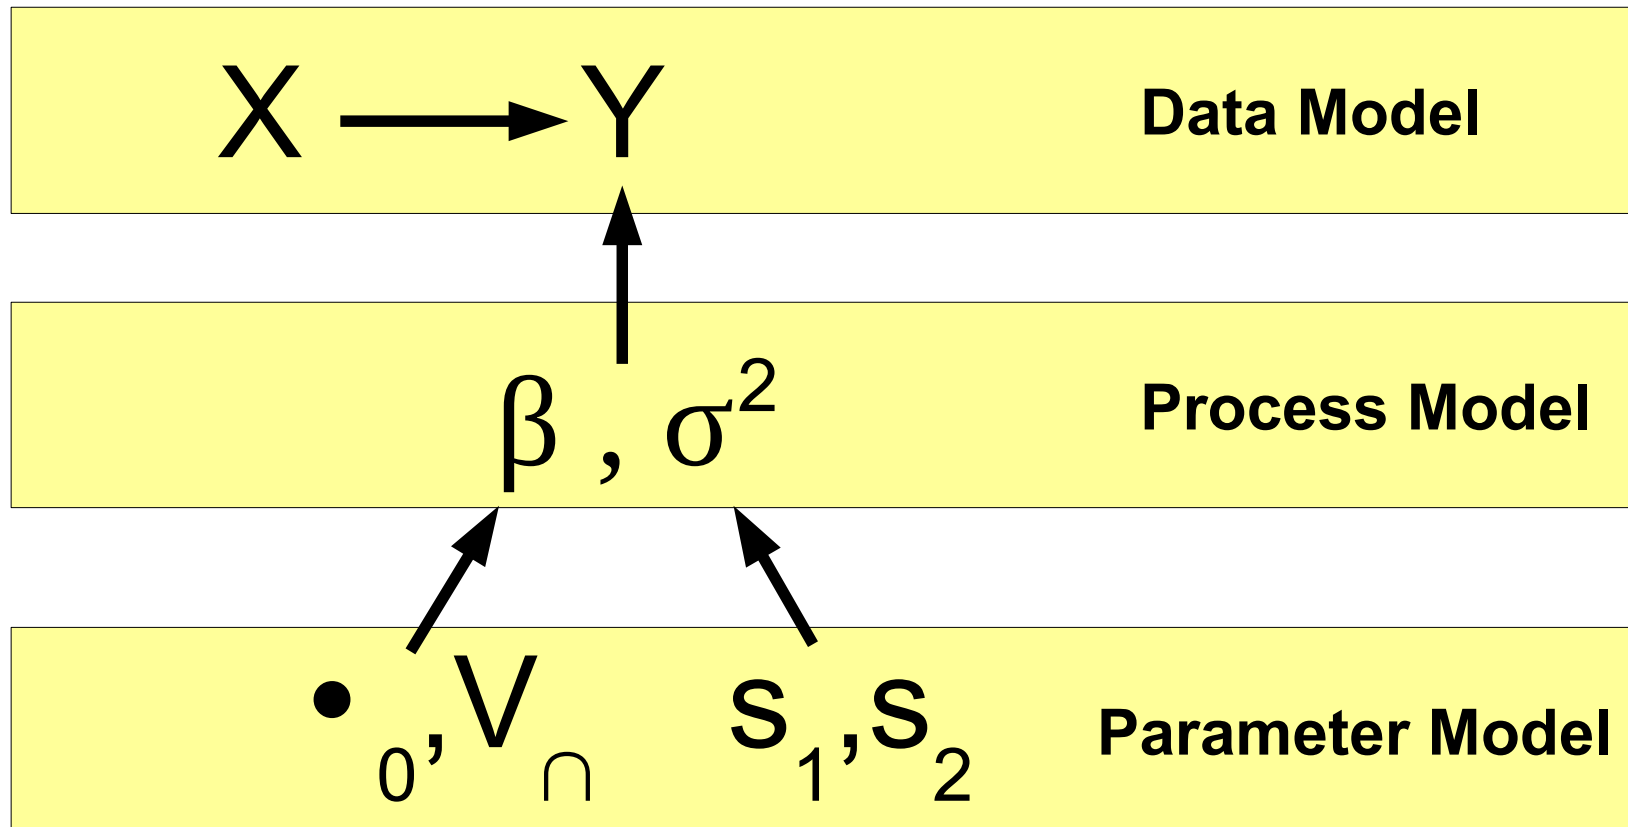 X Y Data Model
β , σ² Process Model
•₀,V∩ s₁,s₂ Parameter Model